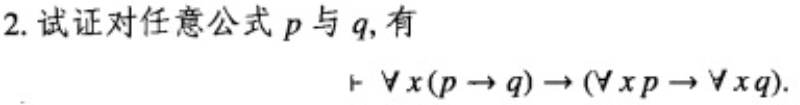 2. 试证对任意公式 p 与 q, 有
⊢ ∀x(p → q) → (∀xp → ∀xq).